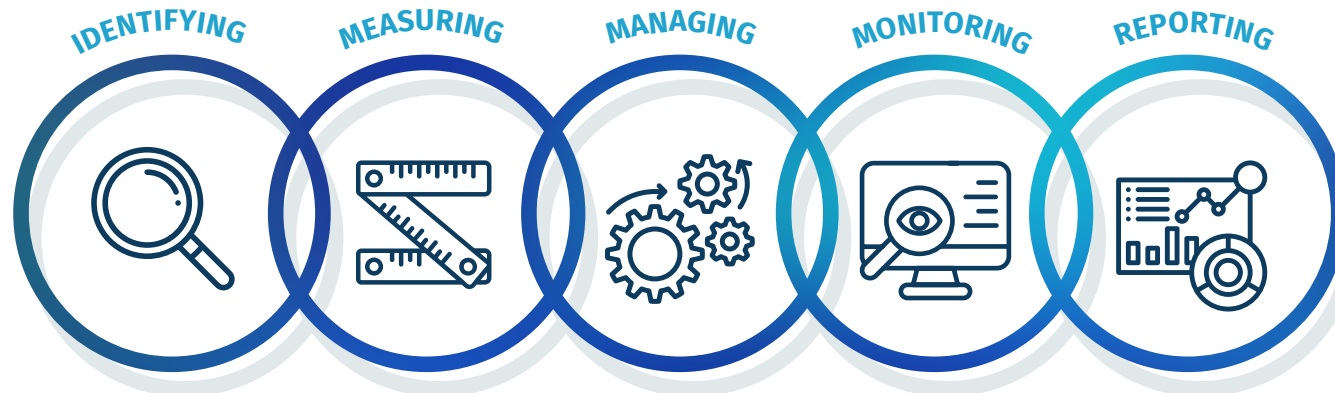 IDENTIFYING
MEASURING
MANAGING
MONITORING
REPORTING